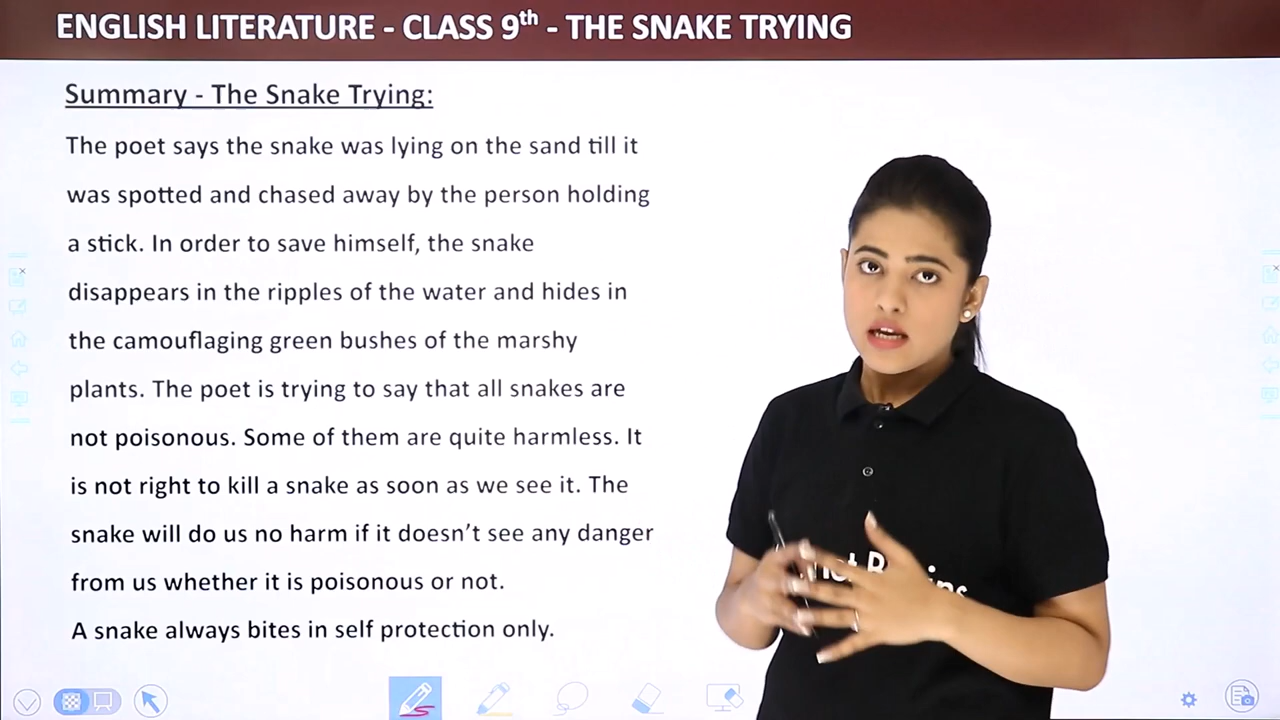 ENGLISH LITERATURE - CLASS 9th - THE SNAKE TRYING
Summary - The Snake Trying:
The poet says the snake was lying on the sand till it
was spotted and chased away by the person holding
a stick. In order to save himself, the snake
disappears in the ripples of the water and hides in
the camouflaging green bushes of the marshy
plants. The poet is trying to say that all snakes are
not poisonous. Some of them are quite harmless. It
is not right to kill a snake as soon as we see it. The
snake will do us no harm if it doesn't see any danger
from us whether it is poisonous or not.
A snake always bites in self protection only.